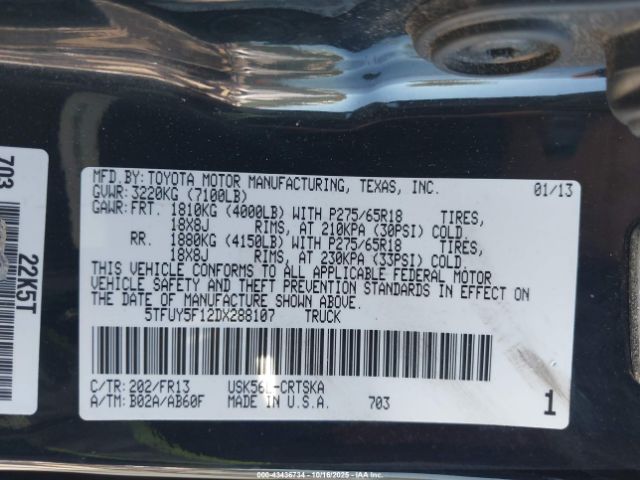 MFD.BY: TOYOTA MOTOR MANUFACTURING, TEXAS, INC. 01/13
GVWR: 3220KG (7100LB)
GAWR: FRT. 1810KG (4000LB) WITH P275/65R18 TIRES,
18X8J RIMS, AT 210KPA (30PSI) COLD.
RR. 1880KG (4150LB) WITH P275/65R18 TIRES,
18X8J RIMS, AT 230KPA (33PSI) COLD.
THIS VEHICLE CONFORMS TO ALL APPLICABLE FEDERAL MOTOR
VEHICLE SAFETY AND THEFT PREVENTION STANDARDS IN EFFECT ON
THE DATE OF MANUFACTURE SHOWN ABOVE.
5TFUY5F12DX288107 TRUCK
C/TR: 202/FR13 USK56L-CRTSKA
A/TM: B02A/AB60F MADE IN U.S.A. 703 1
703
22K5T
000-43436734 - 10/16/2025 - IAA Inc.